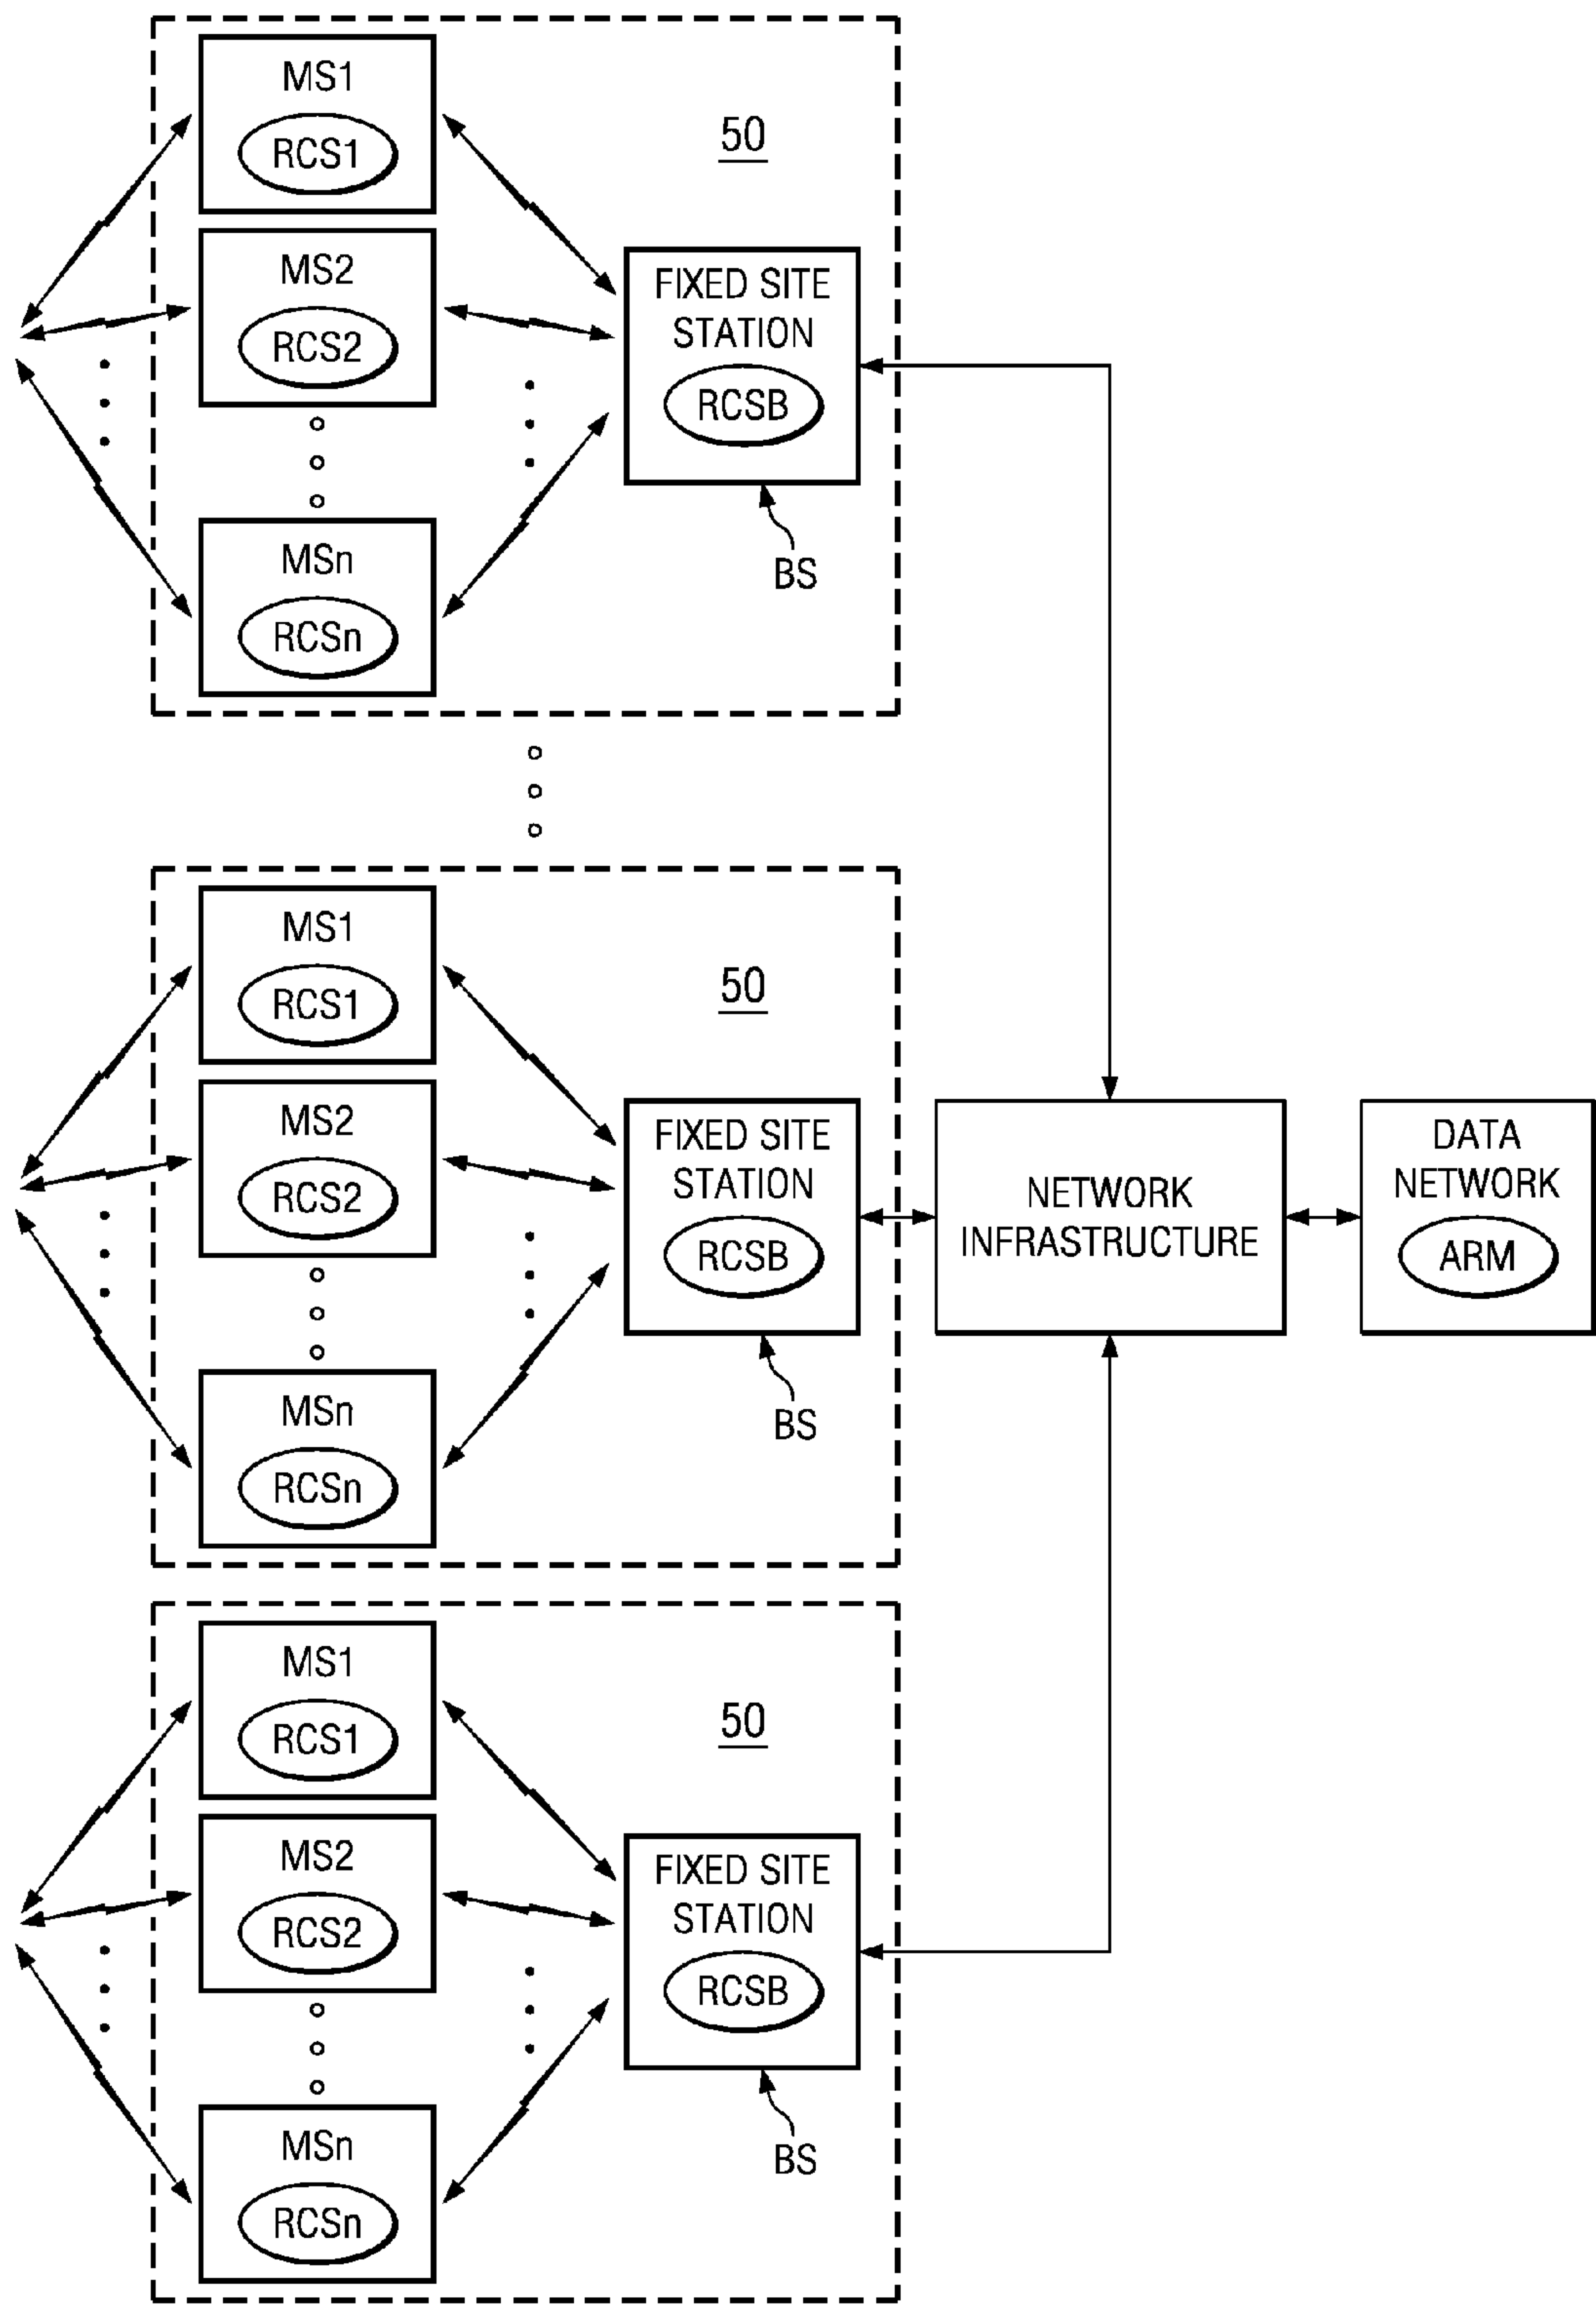 MS1
RCS1
50
MS2
RCS2
FIXED SITE
STATION
RCSB
MSn
RCSn
BS
MS1
RCS1
50
MS2
RCS2
FIXED SITE
STATION
RCSB
MSn
RCSn
BS
NETWORK
INFRASTRUCTURE
DATA
NETWORK
ARM
MS1
RCS1
50
MS2
RCS2
FIXED SITE
STATION
RCSB
MSn
RCSn
BS